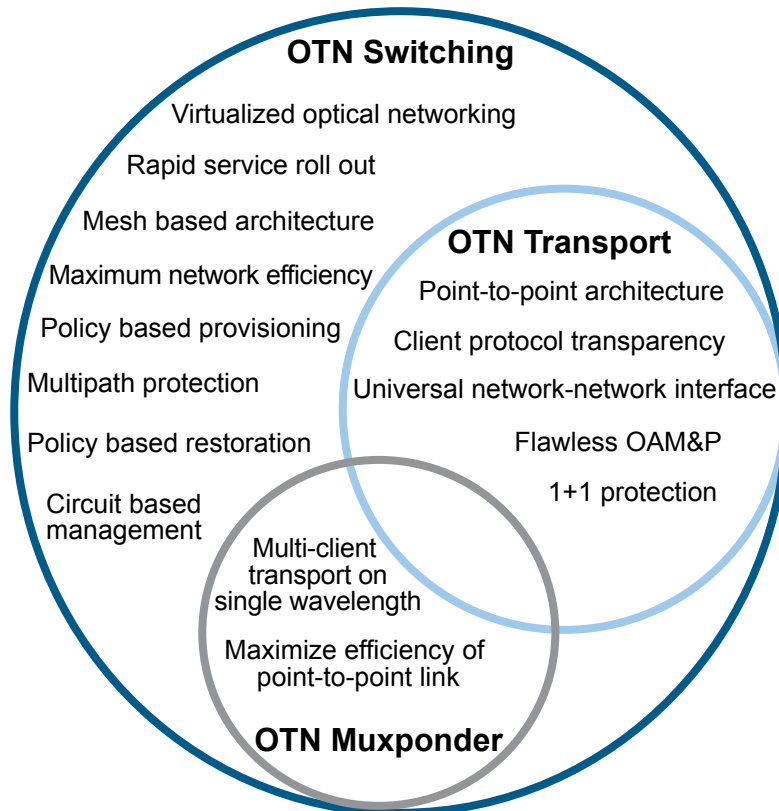 OTN Switching
Virtualized optical networking
Rapid service roll out
Mesh based architecture
Maximum network efficiency
Policy based provisioning
Multipath protection
Policy based restoration
Circuit based
management
OTN Transport
Point-to-point architecture
Client protocol transparency
Universal network-network interface
Flawless OAM&P
1+1 protection
Multi-client
transport on
single wavelength
Maximize efficiency of
point-to-point link
OTN Muxponder